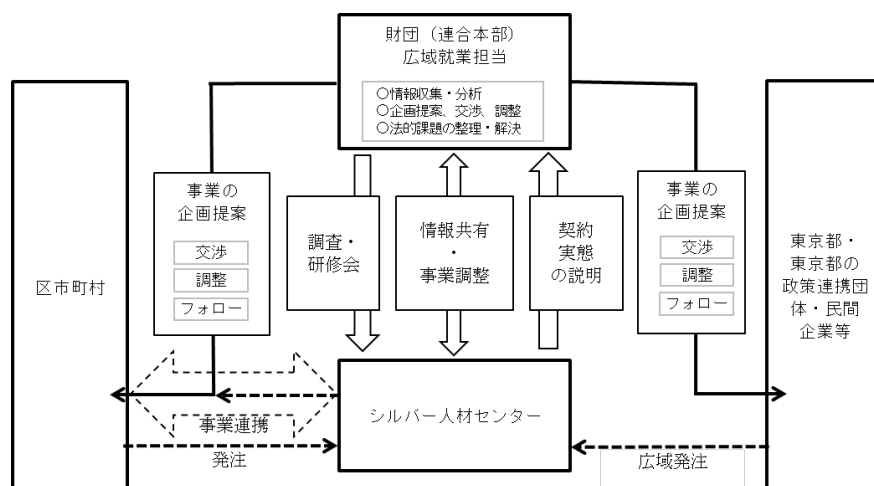 財団（連合本部）
広域就業担当
○情報収集・分析
○企画提案、交渉、調整
○法的課題の整理・解決
区市町村
事業の
企画提案
交渉
調整
フォロー
調査・
研修会
情報共有
・
事業調整
契約
実態
の説明
事業の
企画提案
交渉
調整
フォロー
東京都・
東京都の
政策連携団
体・民間
企業等
シルバー人材センター
事業連携
発注
広域発注